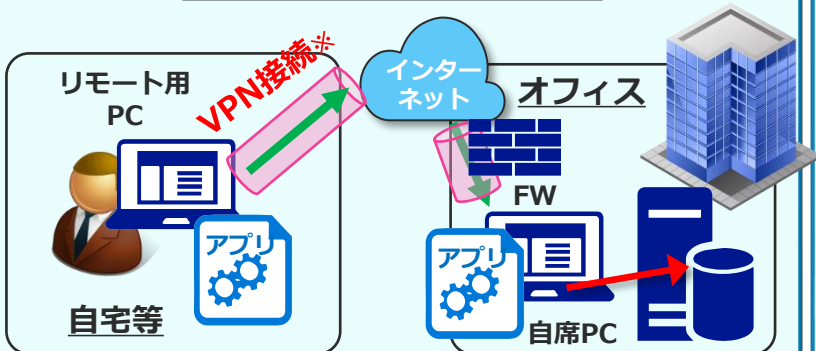 リモート用
PC
VPN接続※
インター
ネット
オフィス
FW
アプリ
アプリ
自宅等
自席PC